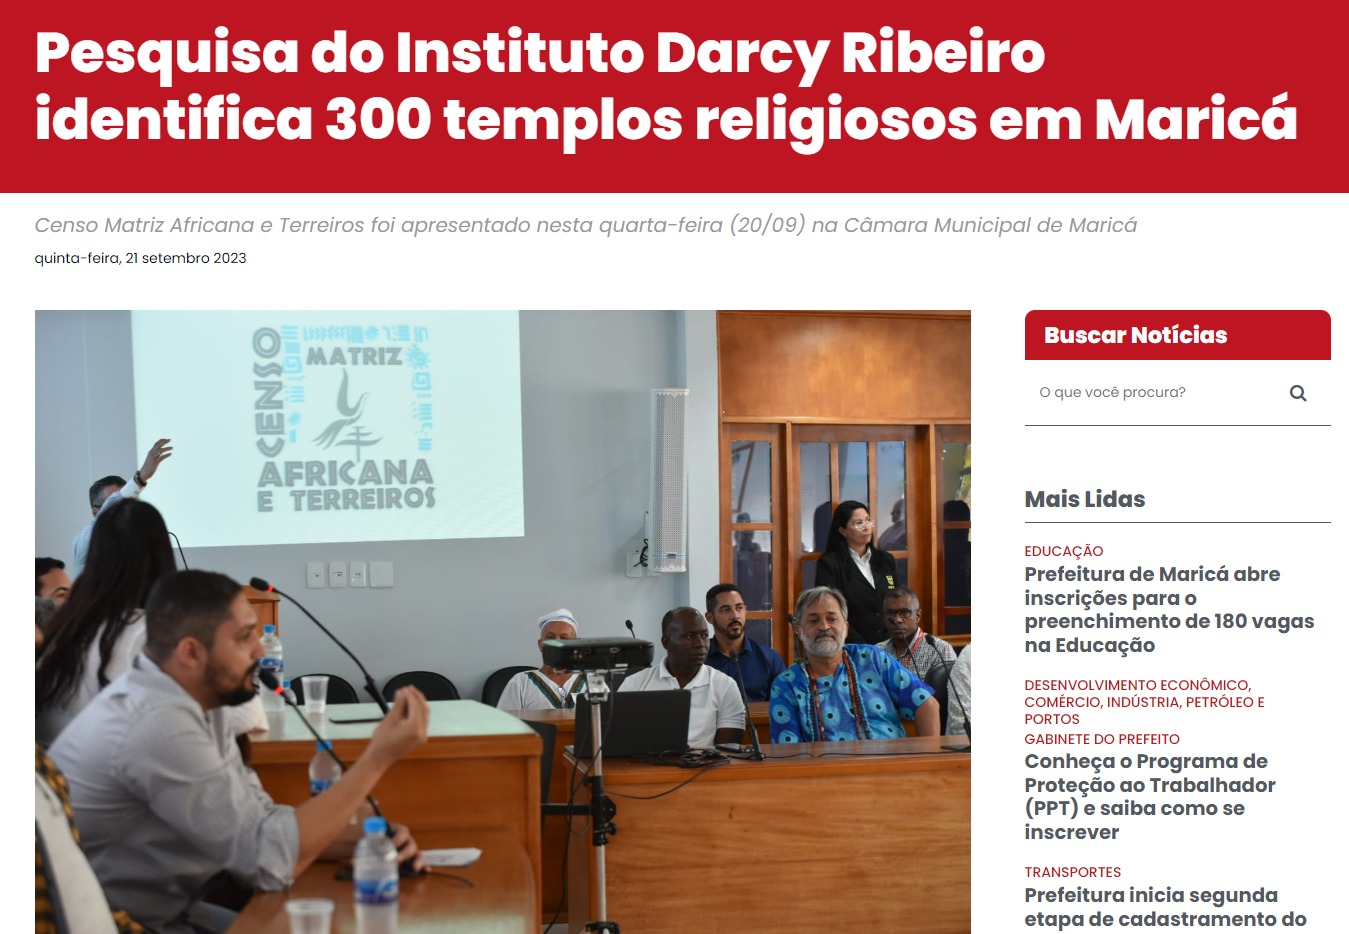 Pesquisa do Instituto Darcy Ribeiro
identifica 300 templos religiosos em Maricá
Censo Matriz Africana e Terreiros foi apresentado nesta quarta-feira (20/09) na Câmara Municipal de Maricá
quinta-feira, 21 setembro 2023
CENSO
MATRIZ
AFRICANA
E TERREIROS
Buscar Notícias
O que você procura?
Mais Lidas
EDUCAÇÃO
Prefeitura de Maricá abre
inscrições para o
preenchimento de 180 vagas
na Educação
DESENVOLVIMENTO ECONÔMICO,
COMÉRCIO, INDÚSTRIA, PETRÓLEO E
PORTOS
GABINETE DO PREFEITO
Conheça o Programa de
Proteção ao Trabalhador
(PPT) e saiba como se
inscrever
TRANSPORTES
Prefeitura inicia segunda
etapa de cadastramento do